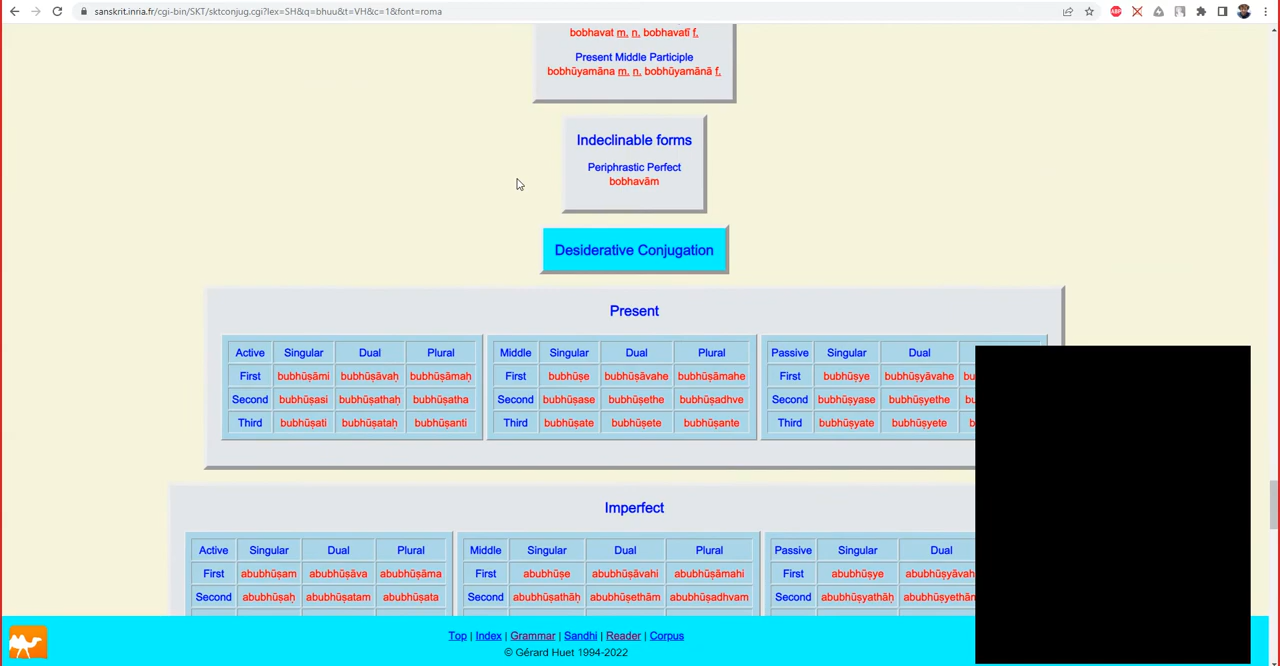 sanskrit.inria.fr/cgi-bin/SKT/sktconjug.cgi?lex=SH&q=bhuu&t=VH&c=1&font=roma
bobhavat m. n. bobhavatī f.
Present Middle Participle
bobhūyamāna m. n. bobhūyamānā f.
Indeclinable forms
Periphrastic Perfect
bobhavām
Desiderative Conjugation
Present
Active Singular Dual Plural Middle Singular Dual Plural Passive Singular Dual
First bubhūṣāmi bubhūṣāvaḥ bubhūṣāmaḥ First bubhūṣe bubhūṣāvahe bubhūṣāmahe First bubhūṣye bubhūṣyāvahe bu
Second bubhūṣasi bubhūṣathaḥ bubhūṣatha Second bubhūṣase bubhūṣethe bubhūṣadhve Second bubhūṣyase bubhūṣyethe bu
Third bubhūṣati bubhūṣataḥ bubhūṣanti Third bubhūṣate bubhūṣete bubhūṣante Third bubhūṣyate bubhūṣyete b
Imperfect
Active Singular Dual Plural Middle Singular Dual Plural Passive Singular Dual
First abubhūṣam abubhūṣāva abubhūṣāma First abubhūṣe abubhūṣāvahi abubhūṣāmahi First abubhūṣye abubhūṣyāvah
Second abubhūṣaḥ abubhūṣatam abubhūṣata Second abubhūṣathāḥ abubhūṣethām abubhūṣadhvam Second abubhūṣyathāḥ abubhūṣyethām
Top | Index | Grammar | Sandhi | Reader | Corpus
© Gérard Huet 1994-2022